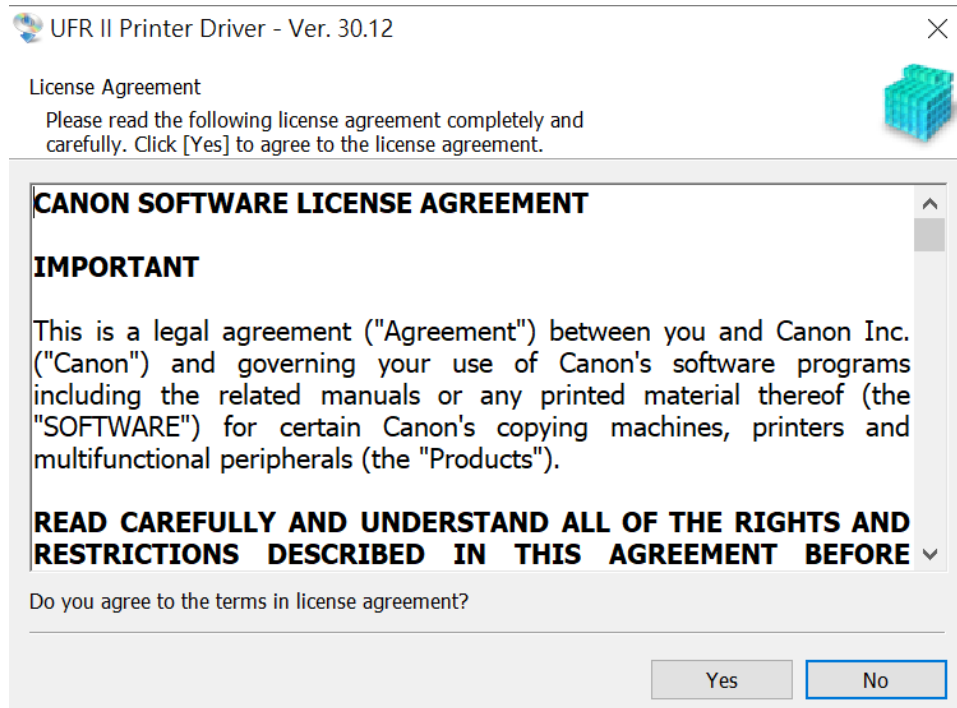 UFR II Printer Driver - Ver. 30.12
License Agreement
Please read the following license agreement completely and
carefully. Click [Yes] to agree to the license agreement.
CANON SOFTWARE LICENSE AGREEMENT
IMPORTANT
This is a legal agreement ("Agreement") between you and Canon Inc.
("Canon") and governing your use of Canon's software programs
including the related manuals or any printed material thereof (the
"SOFTWARE") for certain Canon's copying machines, printers and
multifunctional peripherals (the "Products").
READ CAREFULLY AND UNDERSTAND ALL OF THE RIGHTS AND
RESTRICTIONS DESCRIBED IN THIS AGREEMENT BEFORE
Do you agree to the terms in license agreement?
Yes
No